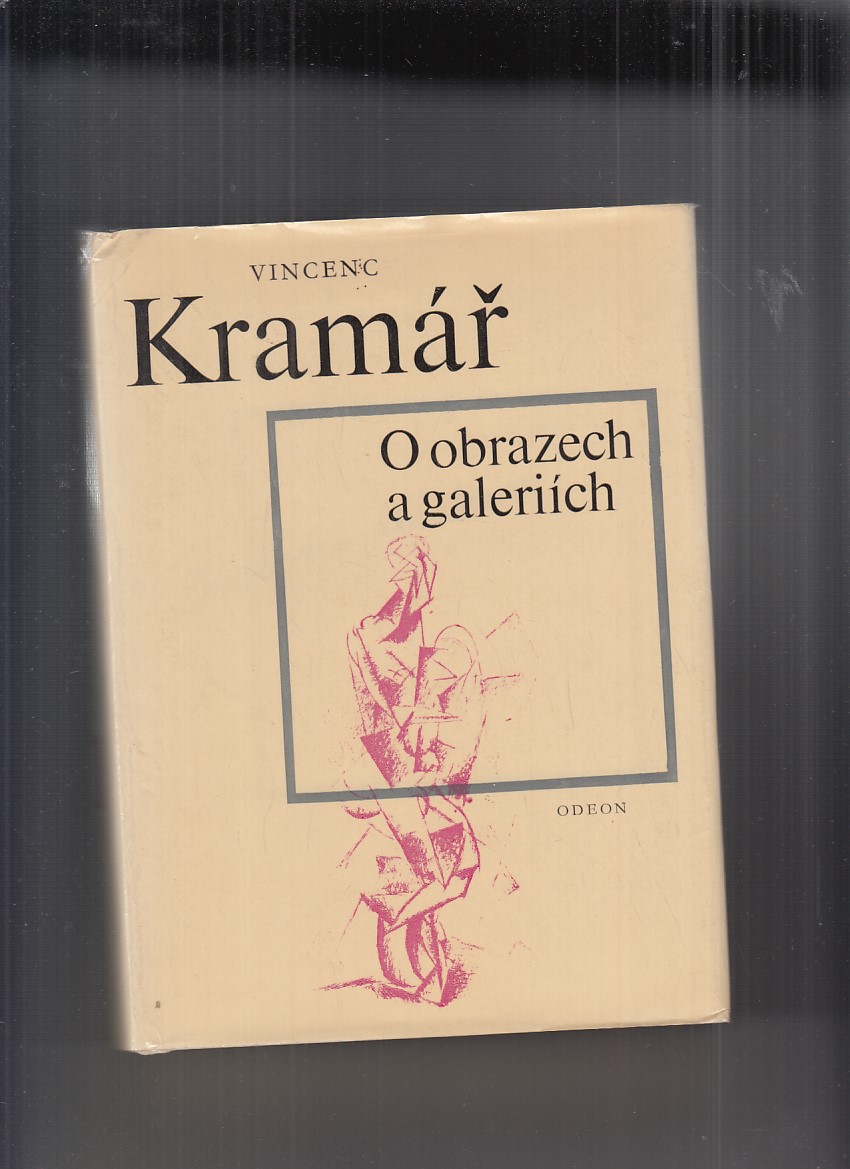 VINCENC
Kramář
O obrazech
a galeriích
ODEON